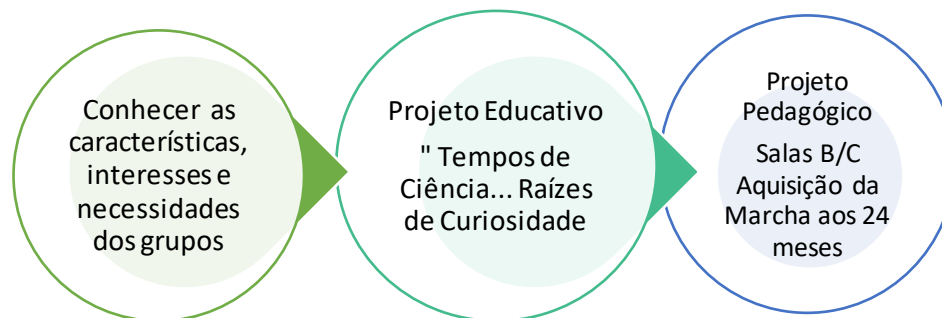 Conhecer as
características,
interesses e
necessidades
dos grupos
Projeto Educativo
" Tempos de
Ciência... Raízes
de Curiosidade
Projeto
Pedagógico
Salas B/C
Aquisição da
Marcha aos 24
meses